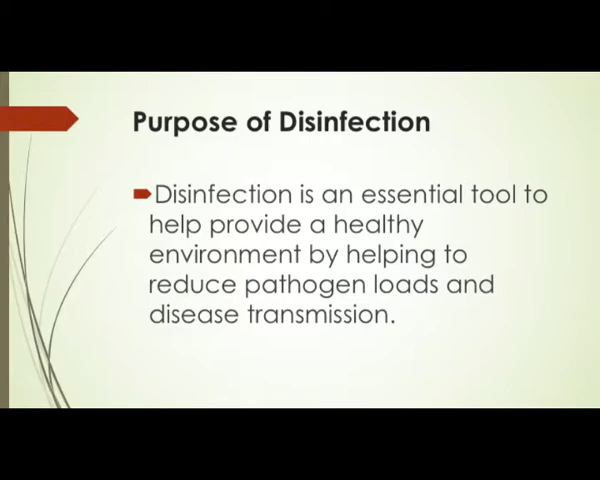 Purpose of Disinfection
Disinfection is an essential tool to
help provide a healthy
environment by helping to
reduce pathogen loads and
disease transmission.